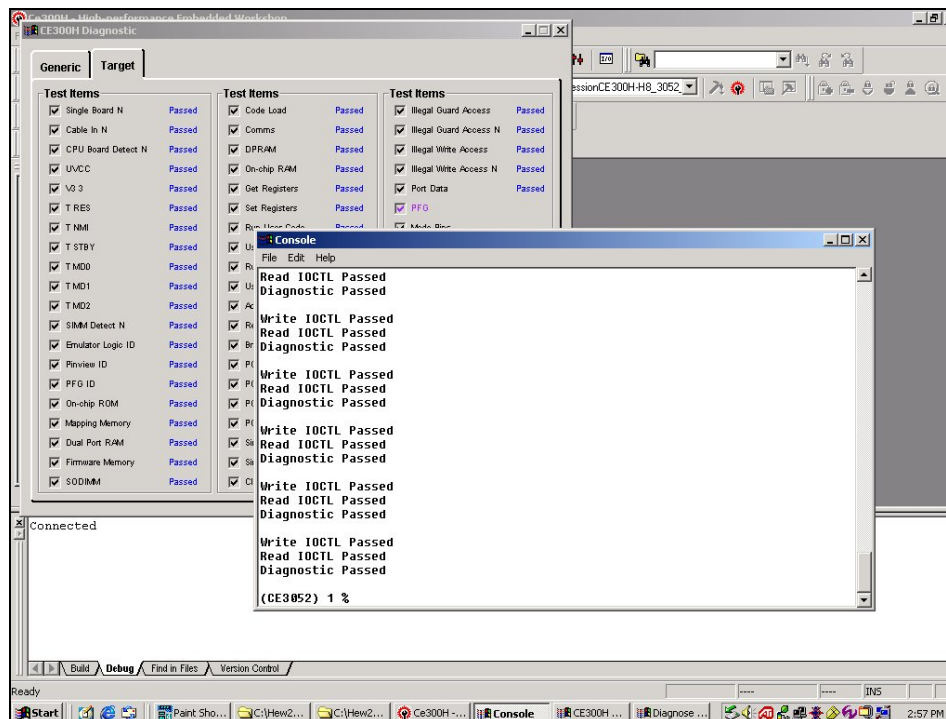 Ce300H - High-performance Embedded Workshop
CE300H Diagnostic
Generic
Target
essionCE300H-H8_3052_
Test Items
Single Board N Passed
Cable In N Passed
CPU Board Detect N Passed
UVCC Passed
V3 3 Passed
T RES Passed
T NMI Passed
T STBY Passed
T MD0 Passed
T MD1 Passed
T MD2 Passed
SIMM Detect N Passed
Emulator Logic ID Passed
Pinview ID Passed
PFG ID Passed
On-chip ROM Passed
Mapping Memory Passed
Dual Port RAM Passed
Firmware Memory Passed
SODIMM Passed
Test Items
Code Load Passed
Comms Passed
DPRAM Passed
On-chip RAM Passed
Get Registers Passed
Set Registers Passed
Run User Code Passed
Test Items
Illegal Guard Access Passed
Illegal Guard Access N Passed
Illegal Write Access Passed
Illegal Write Access N Passed
Port Data Passed
PFG
Mode Pins
Console
File Edit Help
Read IOCTL Passed
Diagnostic Passed
Write IOCTL Passed
Read IOCTL Passed
Diagnostic Passed
Write IOCTL Passed
Read IOCTL Passed
Diagnostic Passed
Write IOCTL Passed
Read IOCTL Passed
Diagnostic Passed
Write IOCTL Passed
Read IOCTL Passed
Diagnostic Passed
Write IOCTL Passed
Read IOCTL Passed
Diagnostic Passed
(CE3052) 1 %
Connected
Build Debug Find in Files Version Control
Ready INS
Start Paint Sho... C:\Hew2... C:\Hew2... Ce300H -... Console CE300H ... Diagnose ... 2:57 PM